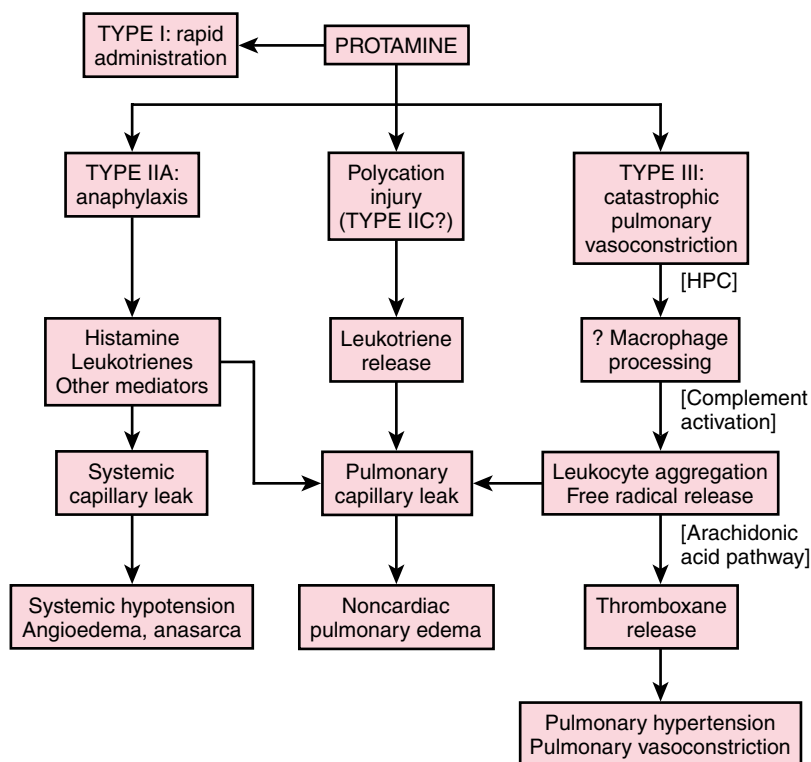 TYPE I: rapid
administration
PROTAMINE
TYPE IIA:
anaphylaxis
Polycation
injury
(TYPE IIC?)
TYPE III:
catastrophic
pulmonary
vasoconstriction
[HPC]
Histamine
Leukotrienes
Other mediators
Leukotriene
release
? Macrophage
processing
[Complement
activation]
Systemic
capillary leak
Pulmonary
capillary leak
Leukocyte aggregation
Free radical release
[Arachidonic
acid pathway]
Systemic hypotension
Angioedema, anasarca
Noncardiac
pulmonary edema
Thromboxane
release
Pulmonary hypertension
Pulmonary vasoconstriction